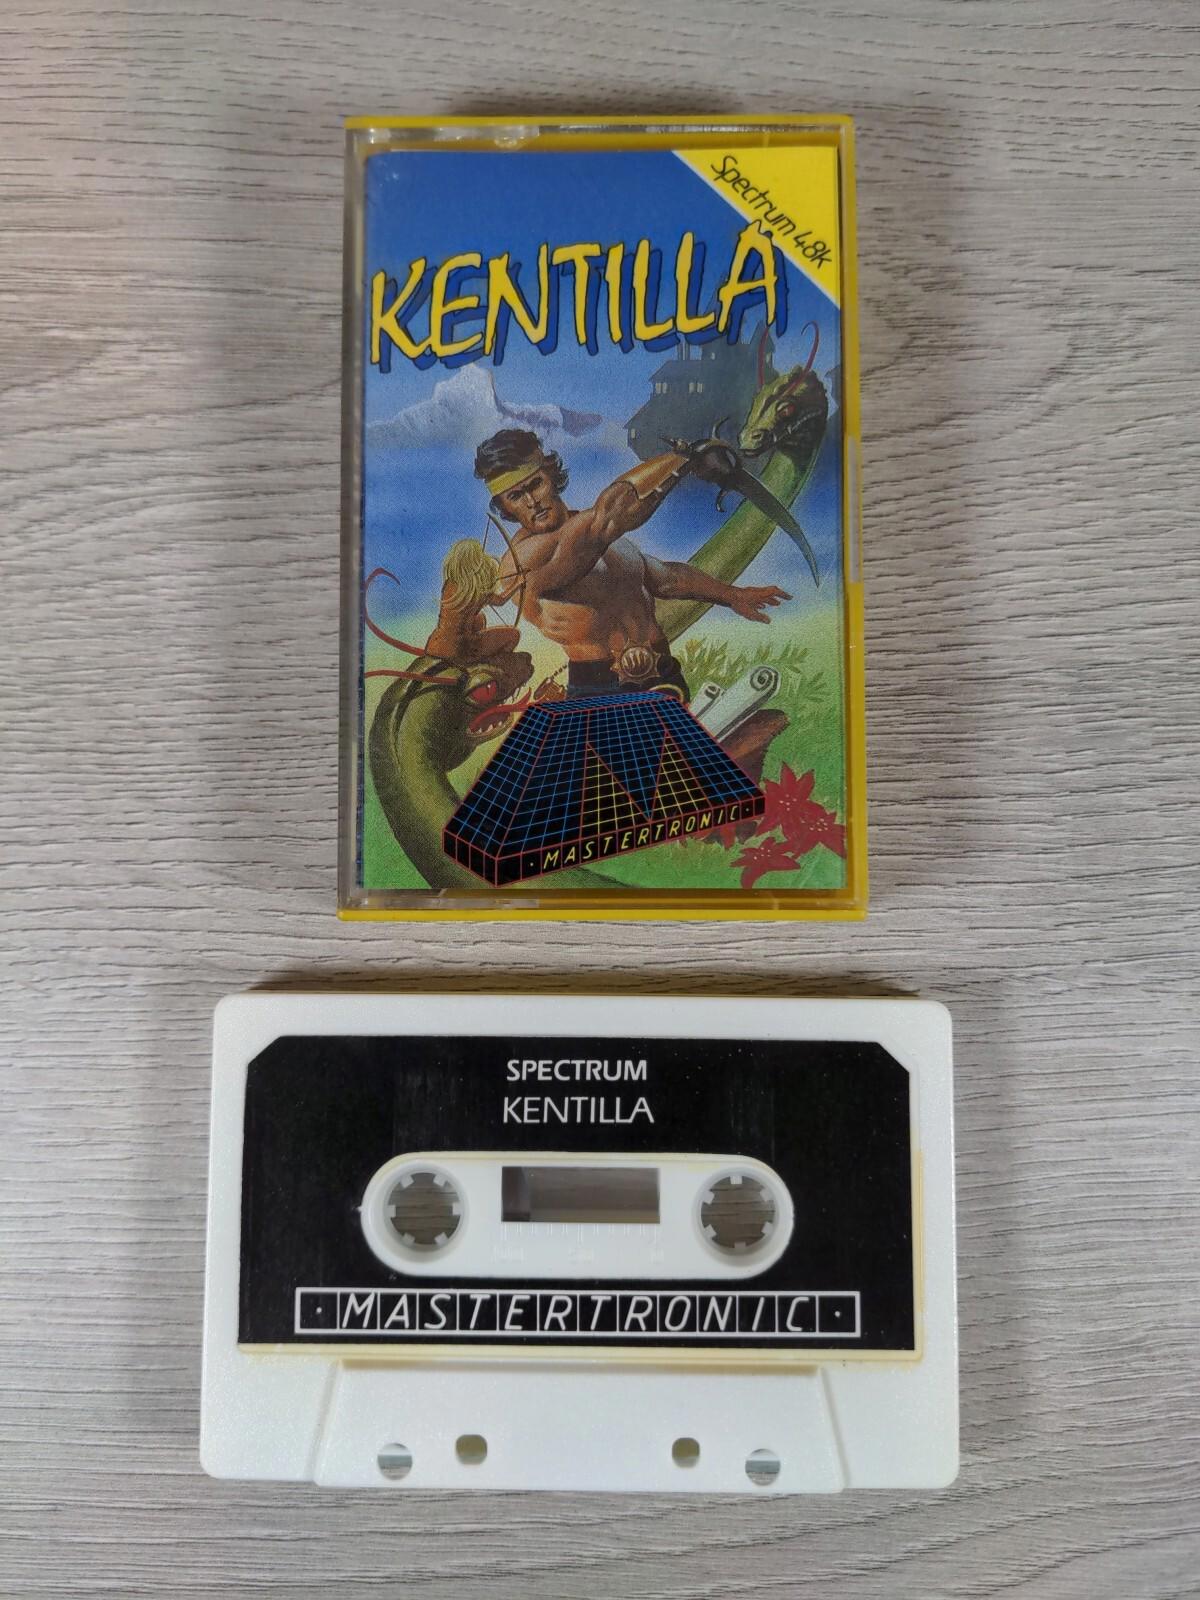 Spectrum 48k
KENTILLA
· MASTERTRONIC ·
SPECTRUM
KENTILLA
· MASTERTRONIC ·